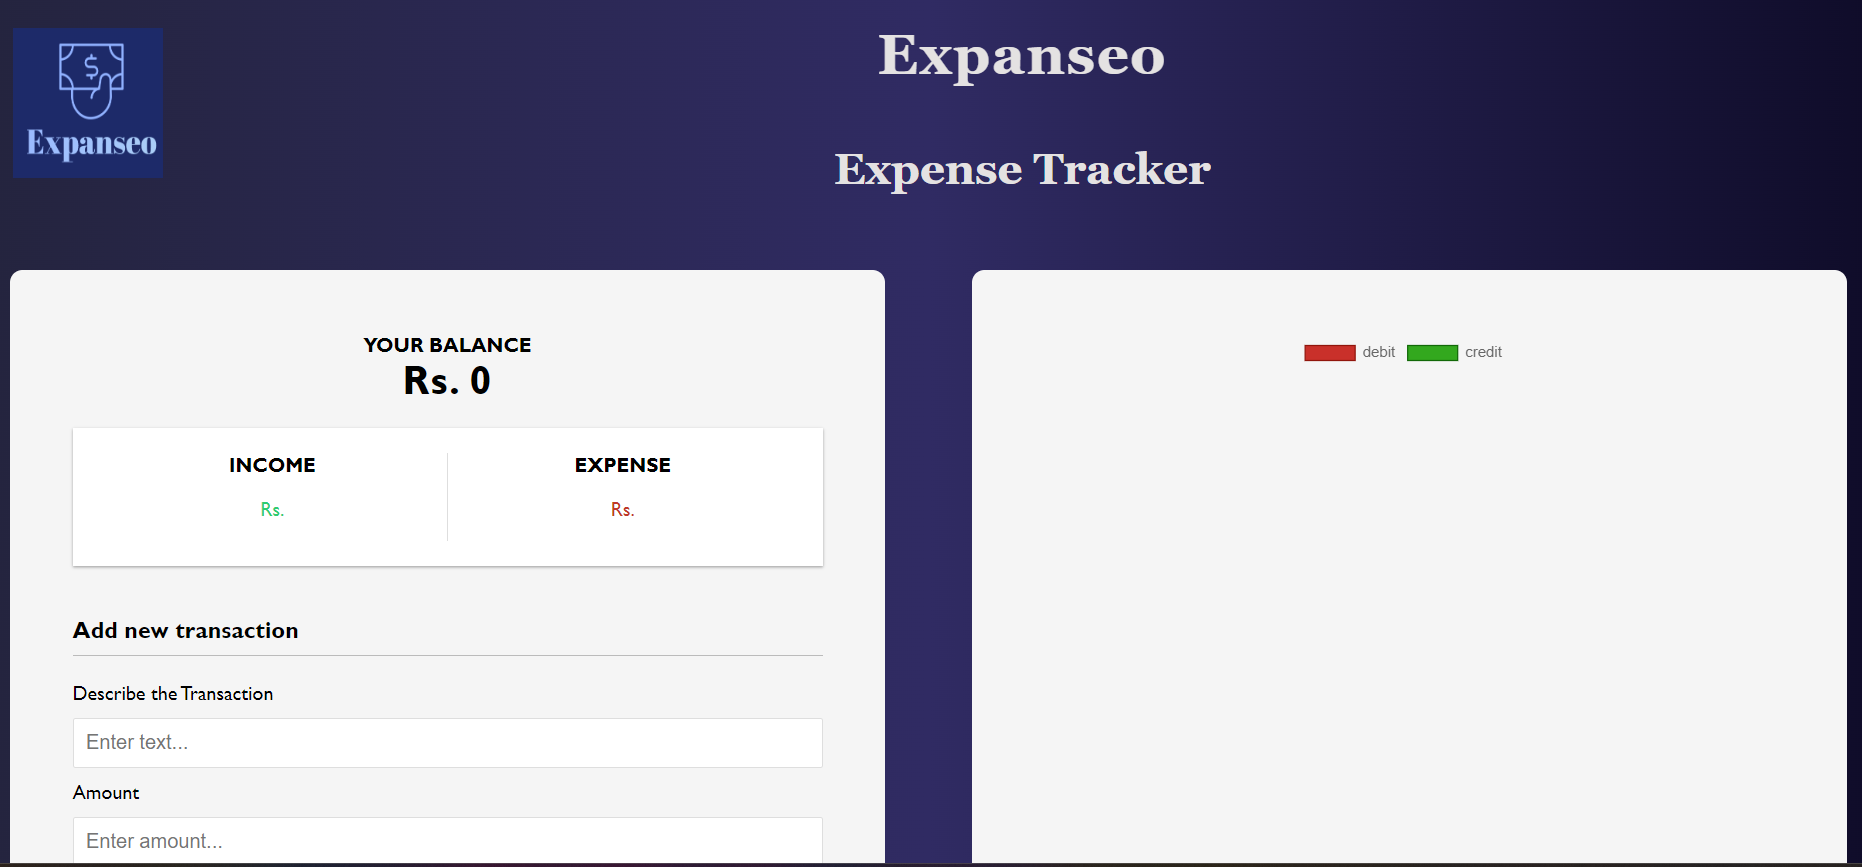 $
Expanseo
Expanseo
Expense Tracker
YOUR BALANCE
Rs. 0
INCOME
EXPENSE
Rs.
Rs.
Add new transaction
Describe the Transaction
Enter text...
Amount
Enter amount...
debit
credit